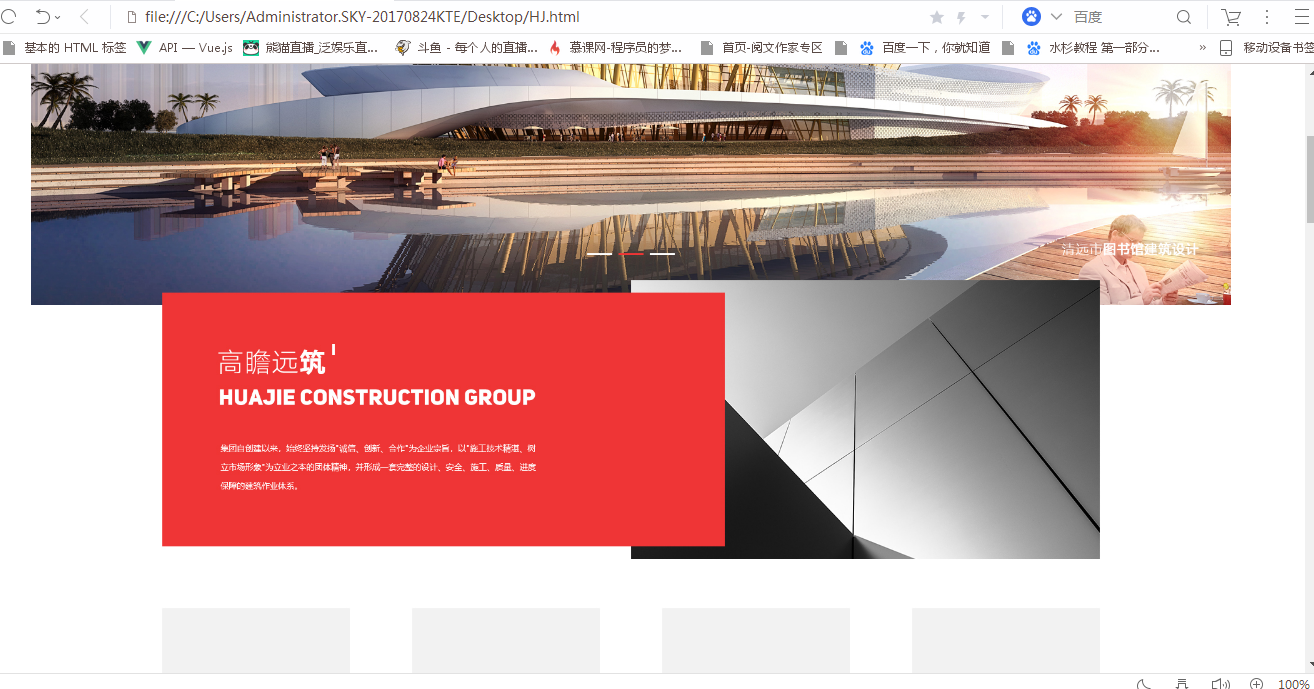 file:///C:/Users/Administrator.SKY-20170824KTE/Desktop/HJ.html
百度
基本的 HTML 标签
API — Vue.js
熊猫直播_泛娱乐直...
斗鱼 - 每个人的直播...
慕课网-程序员的梦...
首页-阅文作家专区
百度一下，你就知道
水杉教程 第一部分...
»
移动设备书签
清远市图书馆建筑设计
高瞻远筑
HUAJIE CONSTRUCTION GROUP
集团自创建以来，始终坚持发扬"诚信、创新、合作"为企业宗旨，以"施工技术精湛、树
立市场形象"为立业之本的团体精神，并形成一套完整的设计、安全、施工、质量、进度
保障的建筑作业体系。
100%